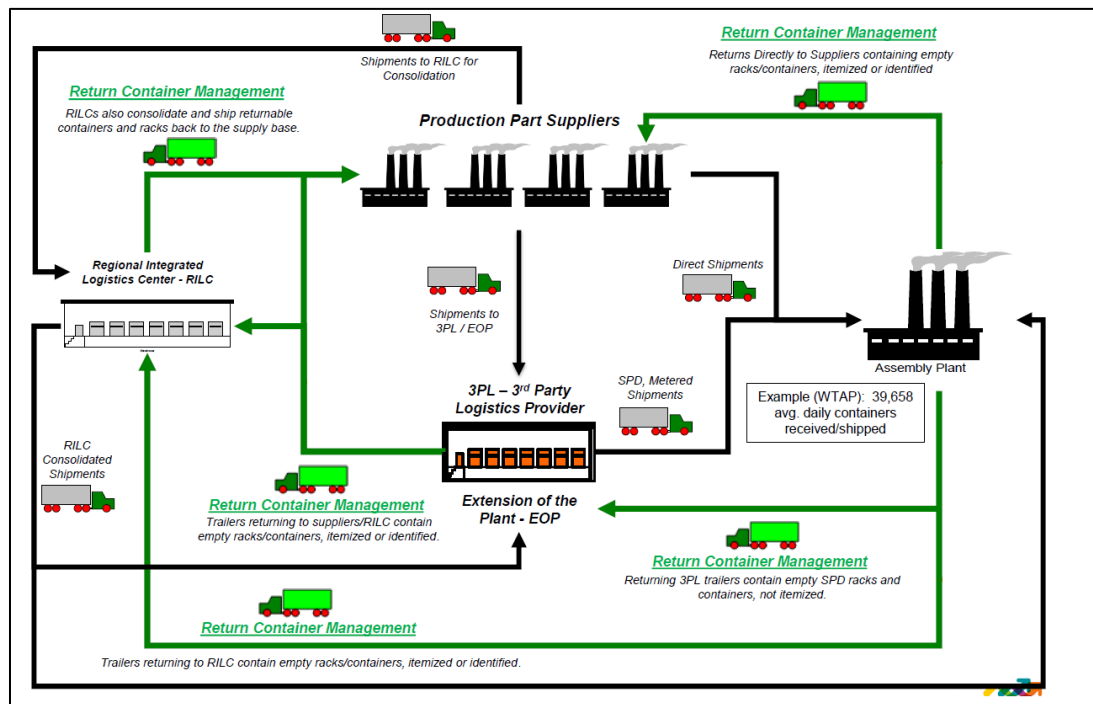 Shipments to RILC for
Consolidation
Return Container Management
RILCs also consolidate and ship returnable
containers and racks back to the supply base.
Return Container Management
Returns Directly to Suppliers containing empty
racks/containers, itemized or identified
Production Part Suppliers
Regional Integrated
Logistics Center - RILC
Direct Shipments
Shipments to
3PL / EOP
Assembly Plant
Example (WTAP): 39,658
avg. daily containers
received/shipped
3PL – 3rd Party
Logistics Provider
SPD, Metered
Shipments
RILC
Consolidated
Shipments
Return Container Management
Trailers returning to suppliers/RILC contain
empty racks/containers, itemized or identified.
Extension of the
Plant - EOP
Return Container Management
Returning 3PL trailers contain empty SPD racks and
containers, not itemized.
Return Container Management
Trailers returning to RILC contain empty racks/containers, itemized or identified.